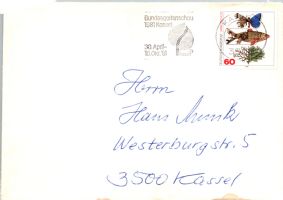 Bundesgartenschau
1981 Kassel
30. April -
18. Okt. '81
60
Herrn
Hans Munk
Westerburgstr. 5
3500 Kassel